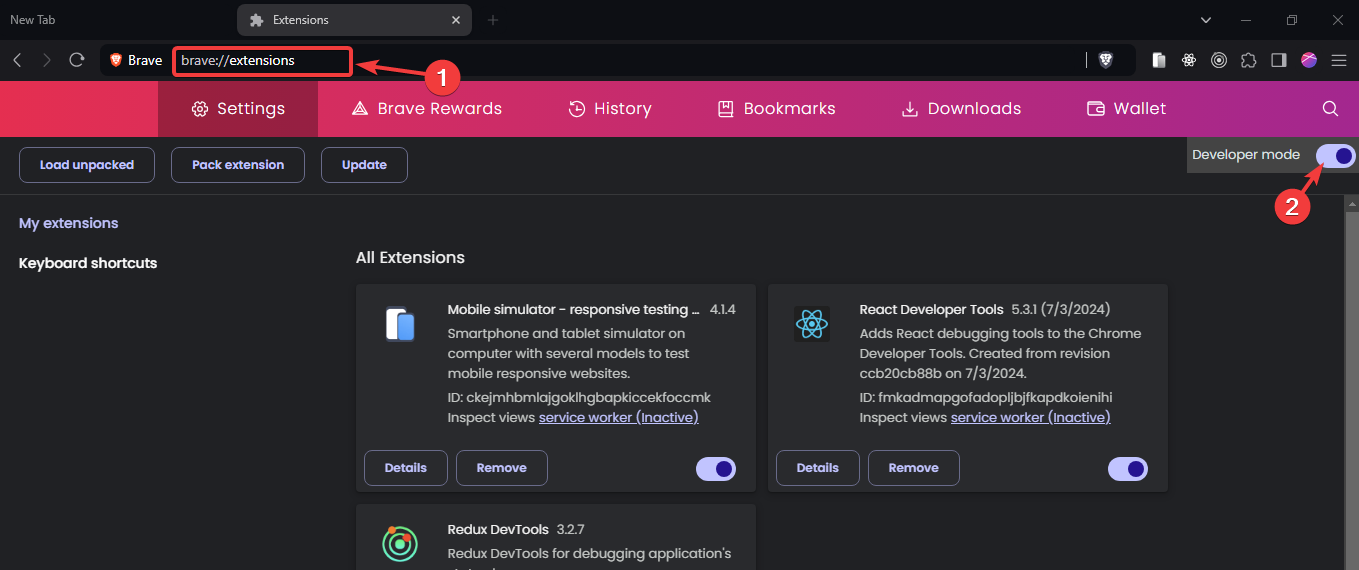 New Tab
Extensions
Brave
brave://extensions
1
Settings
Brave Rewards
History
Bookmarks
Downloads
Wallet
Load unpacked
Pack extension
Update
Developer mode
2
My extensions
Keyboard shortcuts
All Extensions
Mobile simulator - responsive testing ... 4.1.4
Smartphone and tablet simulator on
computer with several models to test
mobile responsive websites.
ID: ckejmhbmlajgoklhgbapkiccekfoccmk
Inspect views service worker (Inactive)
Details
Remove
React Developer Tools 5.3.1 (7/3/2024)
Adds React debugging tools to the Chrome
Developer Tools. Created from revision
ccb20cb88b on 7/3/2024.
ID: fmkadmapgofadopljbjfkapdkoienihi
Inspect views service worker (Inactive)
Details
Remove
Redux DevTools 3.2.7
Redux DevTools for debugging application's